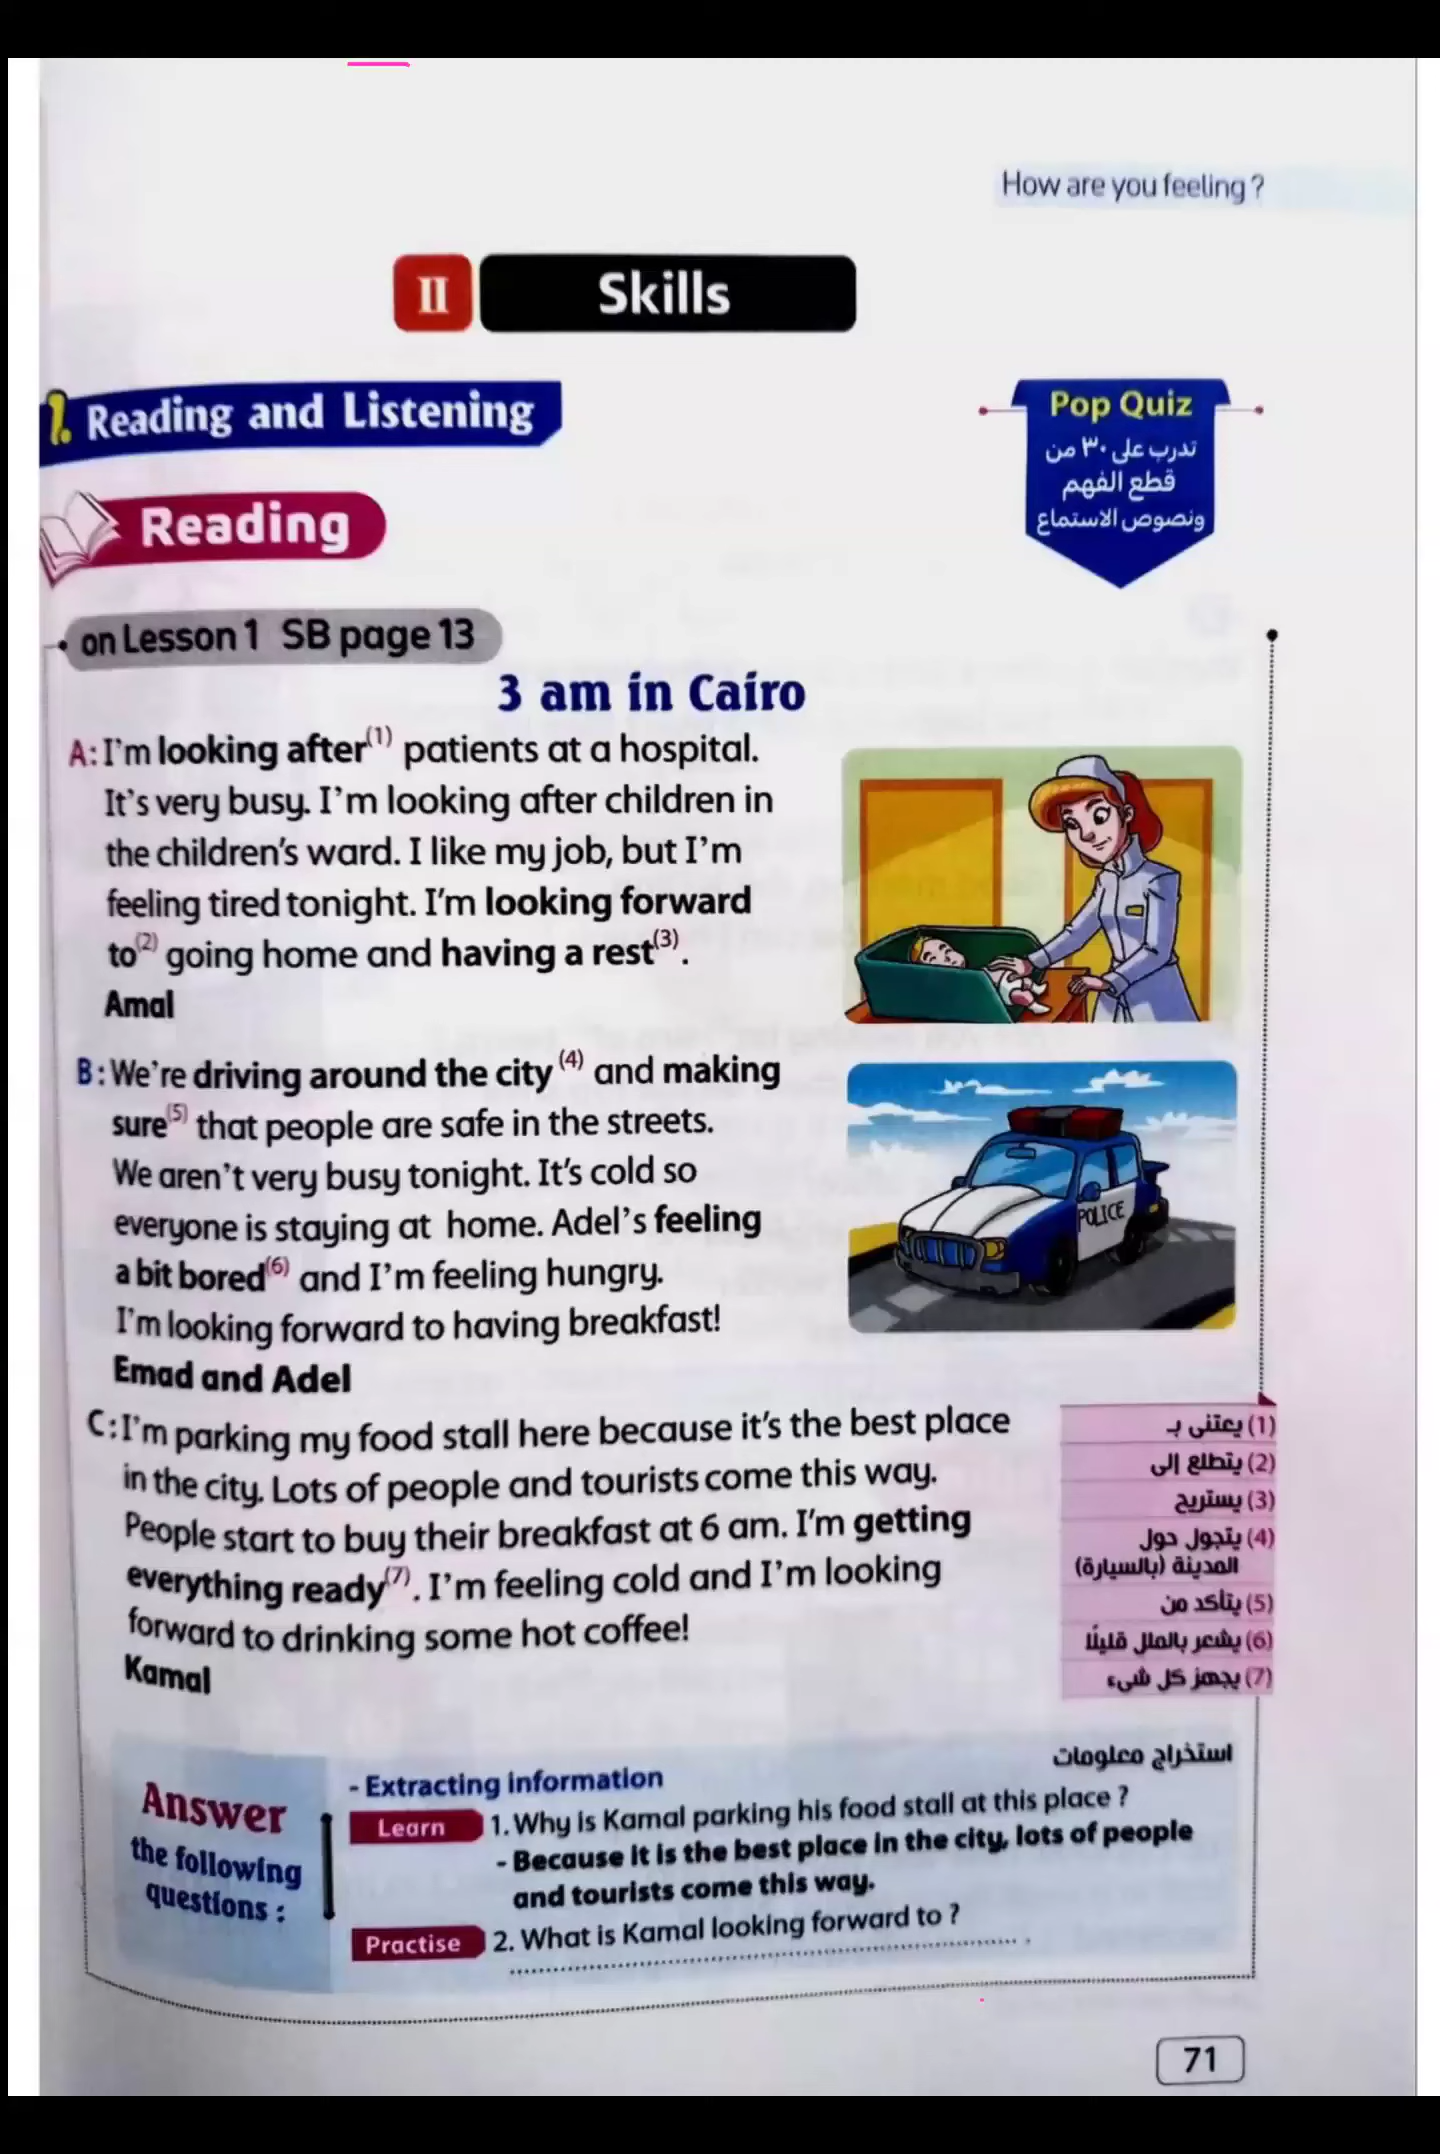 How are you feeling ?
II Skills
1. Reading and Listening
Pop Quiz
تدرب على ٣٠ من
قطع الفهم
ونصوص الاستماع
Reading
on Lesson 1 SB page 13
3 am in Cairo
A: I'm looking after(1) patients at a hospital.
It's very busy. I'm looking after children in
the children's ward. I like my job, but I'm
feeling tired tonight. I'm looking forward
to(2) going home and having a rest(3).
Amal
B: We're driving around the city (4) and making
sure(5) that people are safe in the streets.
We aren't very busy tonight. It's cold so
everyone is staying at home. Adel's feeling
a bit bored(6) and I'm feeling hungry.
I'm looking forward to having breakfast!
Emad and Adel
POLICE
C: I'm parking my food stall here because it's the best place
in the city. Lots of people and tourists come this way.
People start to buy their breakfast at 6 am. I'm getting
everything ready(7). I'm feeling cold and I'm looking
forward to drinking some hot coffee!
Kamal
(1) يعتنى بـ
(2) يتطلع إلى
(3) يستريح
(4) يتجول حول
المدينة (بالسيارة)
(5) يتأكد من
(6) يشعر بالملل قليلًا
(7) يجهز كل شىء
Answer
the following
questions :
- Extracting information
استخراج معلومات
Learn 1. Why is Kamal parking his food stall at this place ?
- Because it is the best place in the city, lots of people
and tourists come this way.
Practise 2. What is Kamal looking forward to ?
71